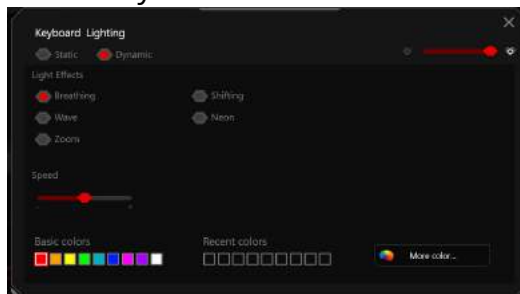 Keyboard Lighting
Static Dynamic
Light Effects
Breathing Shifting
Wave Neon
Zoom
Speed
Basic colors Recent colors
More color...